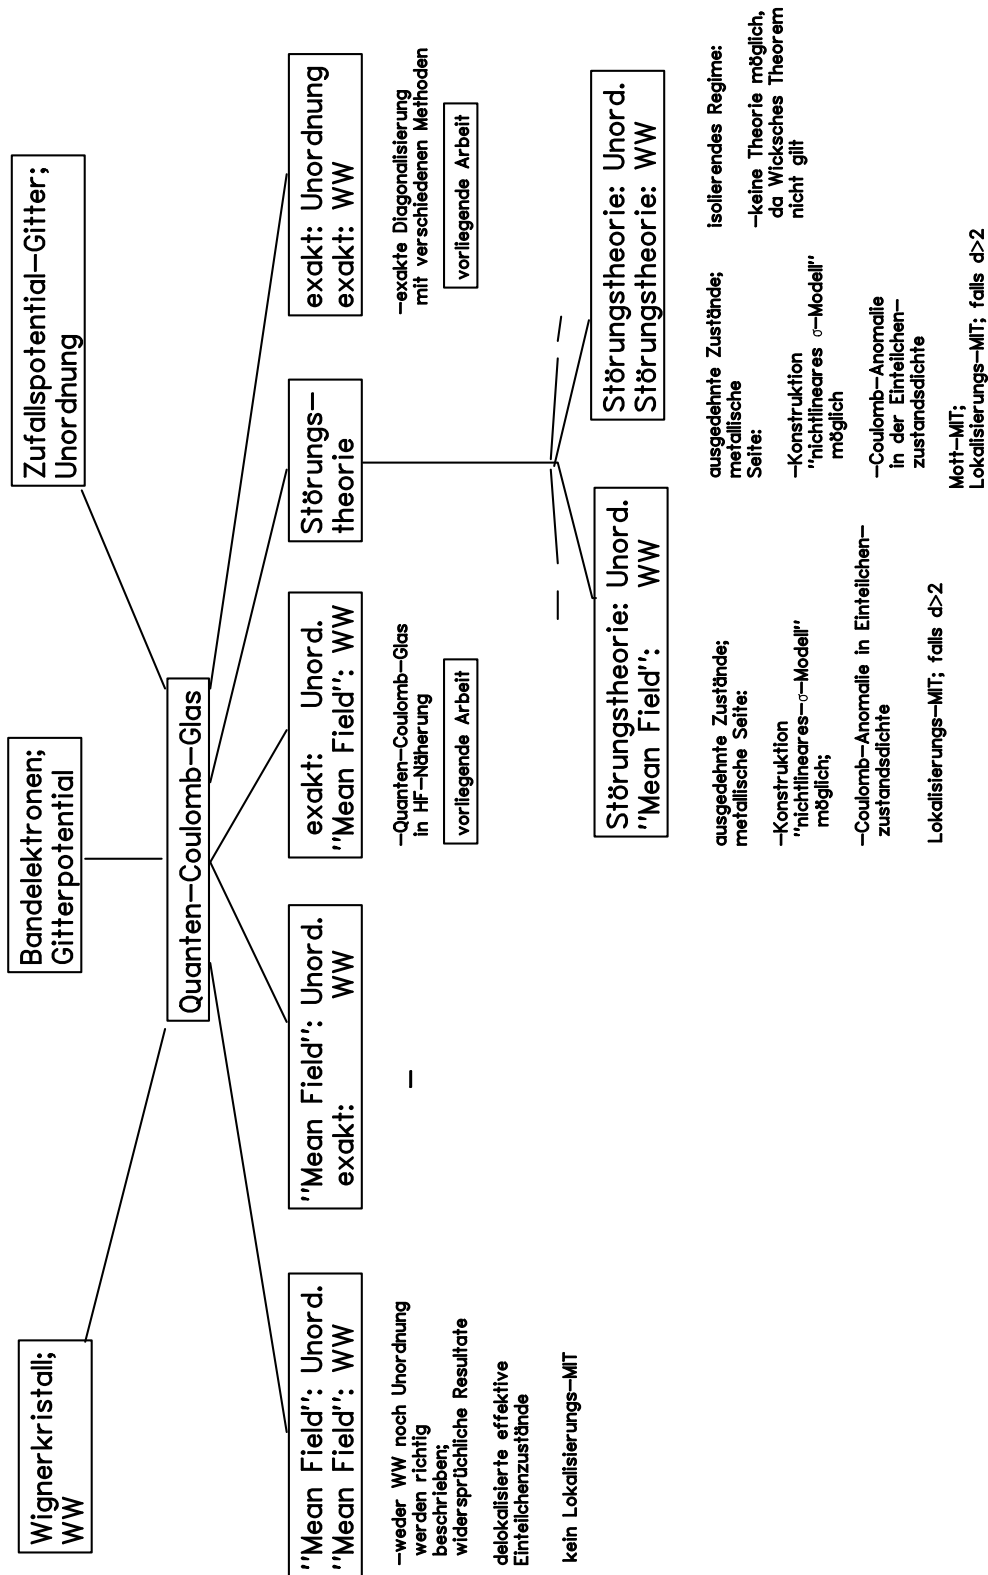 Wignerkristall;
WW
Bandelektronen;
Gitterpotential
Zufallspotential-Gitter;
Unordnung
Quanten-Coulomb-Glas
"Mean Field": Unord.
"Mean Field": WW
-weder WW noch Unordnung
werden richtig
beschrieben;
widersprüchliche Resultate
delokalisierte effektive
Einteilchenzustände
kein Lokalisierungs-MIT
"Mean Field": Unord.
exakt: WW
-
exakt: Unord.
"Mean Field": WW
-Quanten-Coulomb-Glas
in HF-Näherung
vorliegende Arbeit
Störungs-
theorie
exakt: Unordnung
exakt: WW
-exakte Diagonalisierung
mit verschiedenen Methoden
vorliegende Arbeit
Störungstheorie: Unord.
"Mean Field": WW
ausgedehnte Zustände;
metallische Seite:
-Konstruktion
"nichtlineares-σ-Modell"
möglich;
-Coulomb-Anomalie in Einteilchen-
zustandsdichte
Lokalisierungs-MIT; falls d>2
Störungstheorie: Unord.
Störungstheorie: WW
ausgedehnte Zustände;
metallische
Seite:
-Konstruktion
"nichtlineares σ-Modell"
möglich
-Coulomb-Anomalie
in der Einteilchen-
zustandsdichte
Mott-MIT;
Lokalisierungs-MIT; falls d>2
isolierendes Regime:
-keine Theorie möglich,
da Wicksches Theorem
nicht gilt